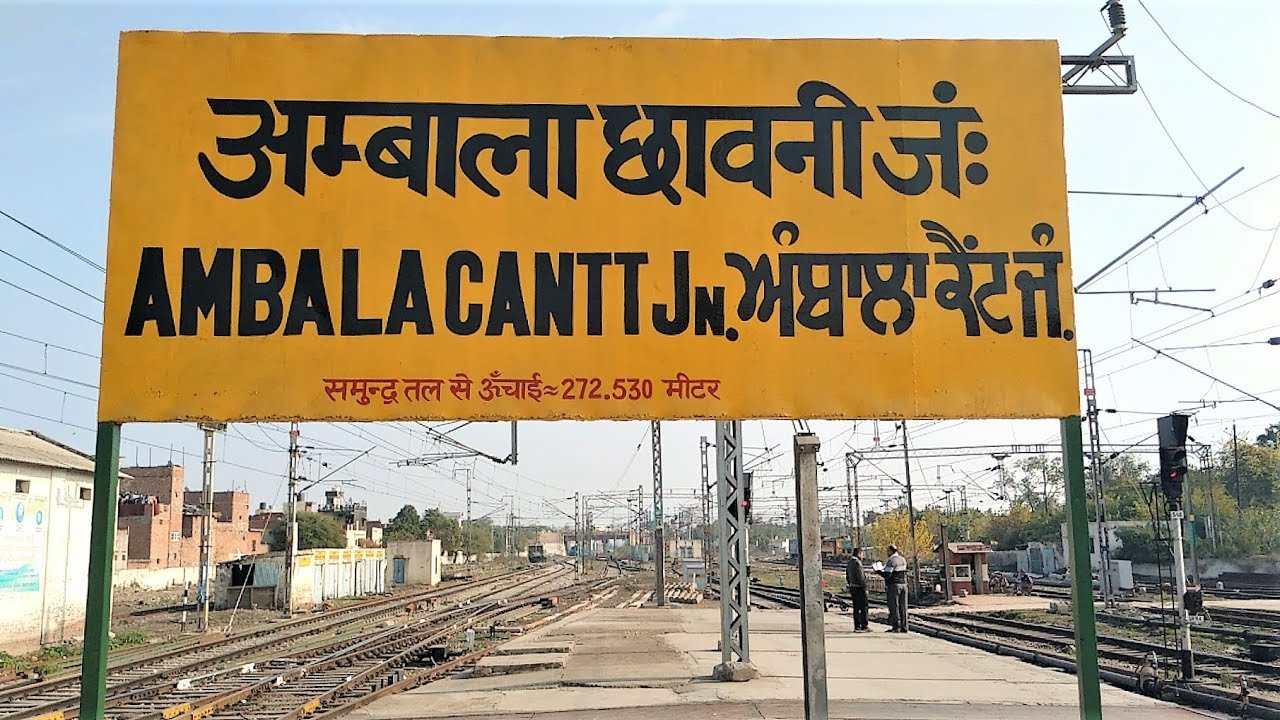 अम्बाला छावनी जं:
AMBALA CANTT Jn. ਅੰਬਾਲਾ ਕੈਂਟ ਜੰ.
समुन्द्र तल से ऊँचाई≈272.530 मीटर